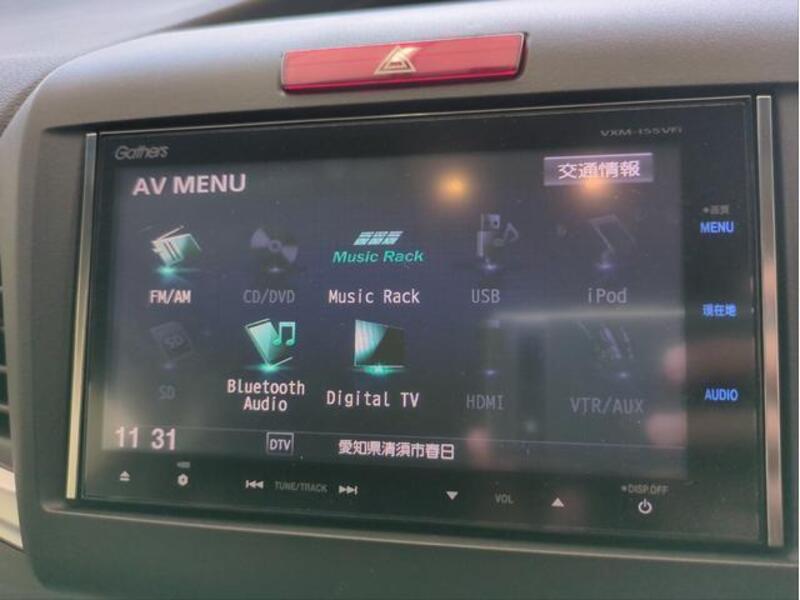 Gathers
VXM-155VFi
AV MENU
交通情報
画質
MENU
FM/AM
CD/DVD
Music Rack
Music Rack
USB
iPod
現在地
SD
Bluetooth
Audio
Digital TV
HDMI
VTR/AUX
AUDIO
11 31
DTV
愛知県清須市春日
TUNE/TRACK
VOL
DISP OFF